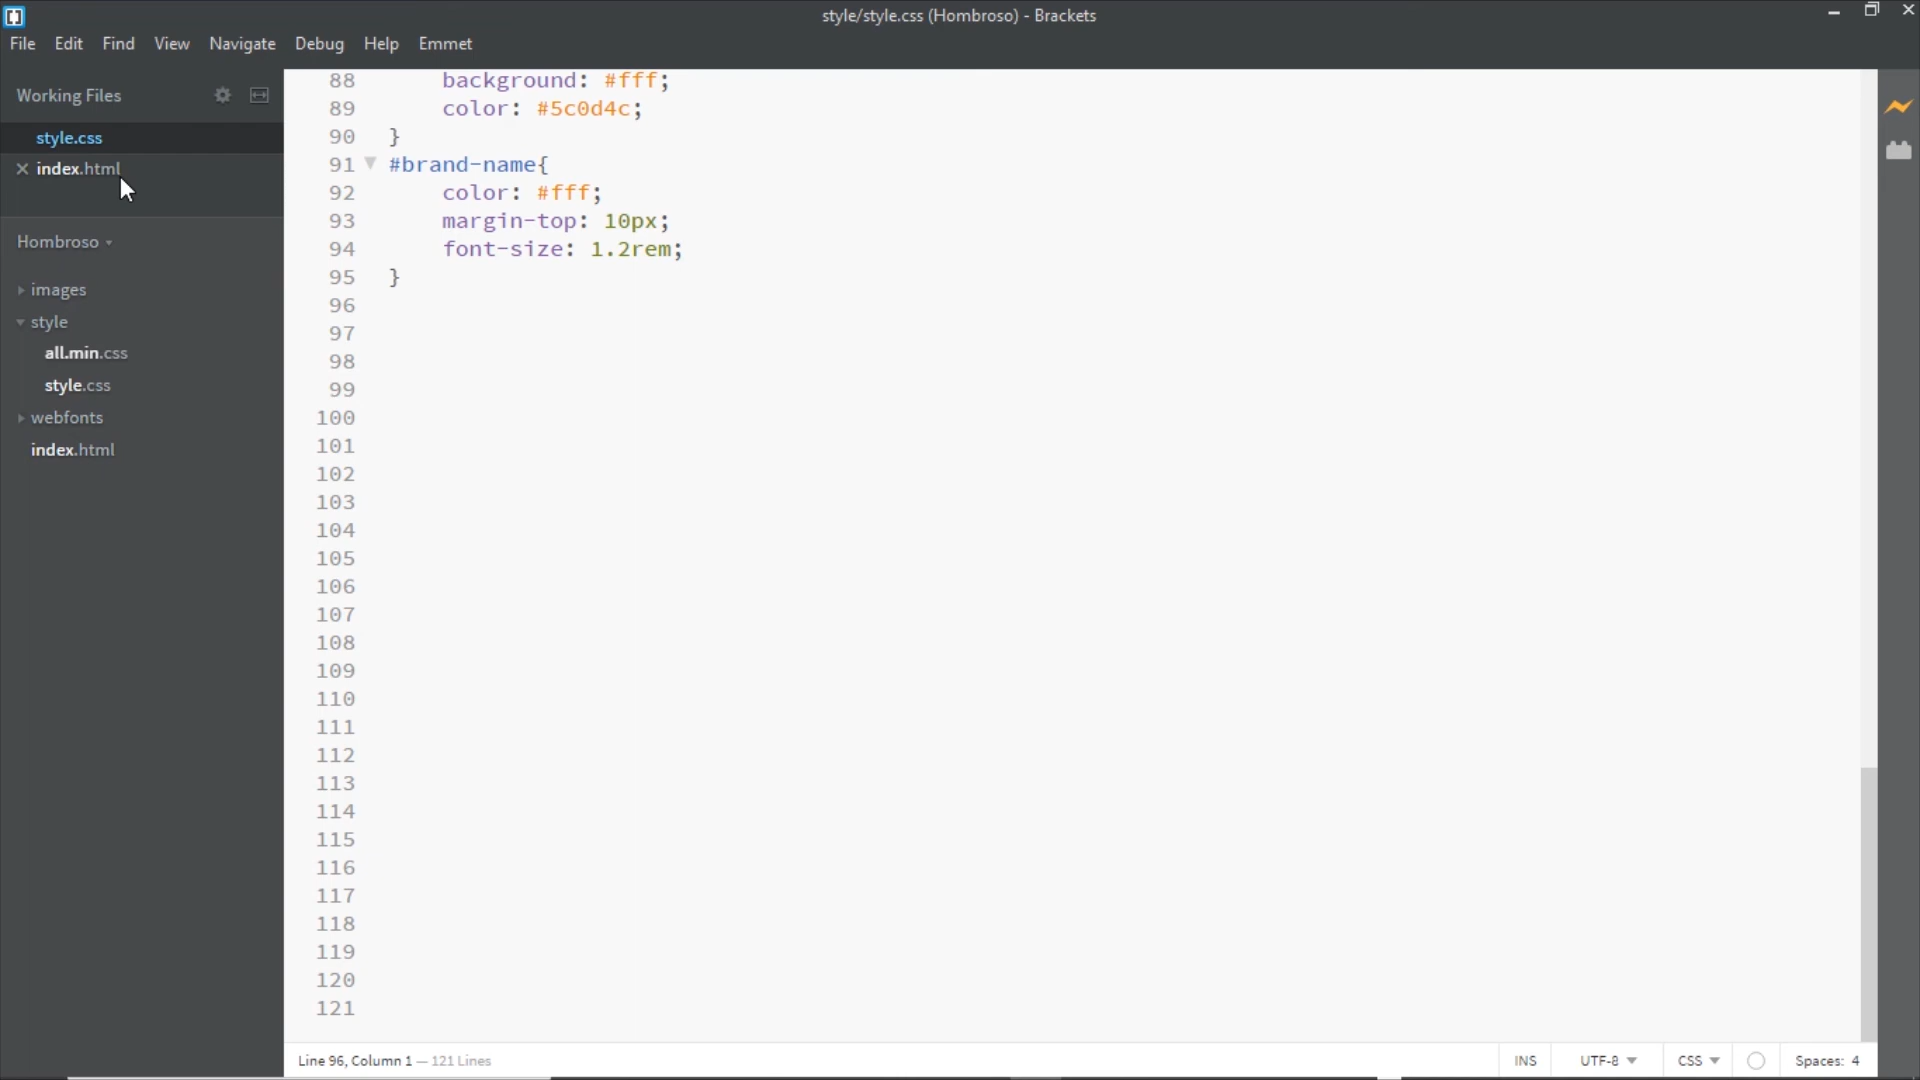 style/style.css (Hombroso) - Brackets
File Edit Find View Navigate Debug Help Emmet
Working Files
style.css
index.html
Hombroso
images
style
all.min.css
style.css
webfonts
index.html
88 background: #fff;
89 color: #5c0d4c;
90 }
91 #brand-name{
92 color: #fff;
93 margin-top: 10px;
94 font-size: 1.2rem;
95 }
96
97
98
99
100
101
102
103
104
105
106
107
108
109
110
111
112
113
114
115
116
117
118
119
120
121
Line 96, Column 1 — 121 Lines INS UTF-8 CSS Spaces: 4